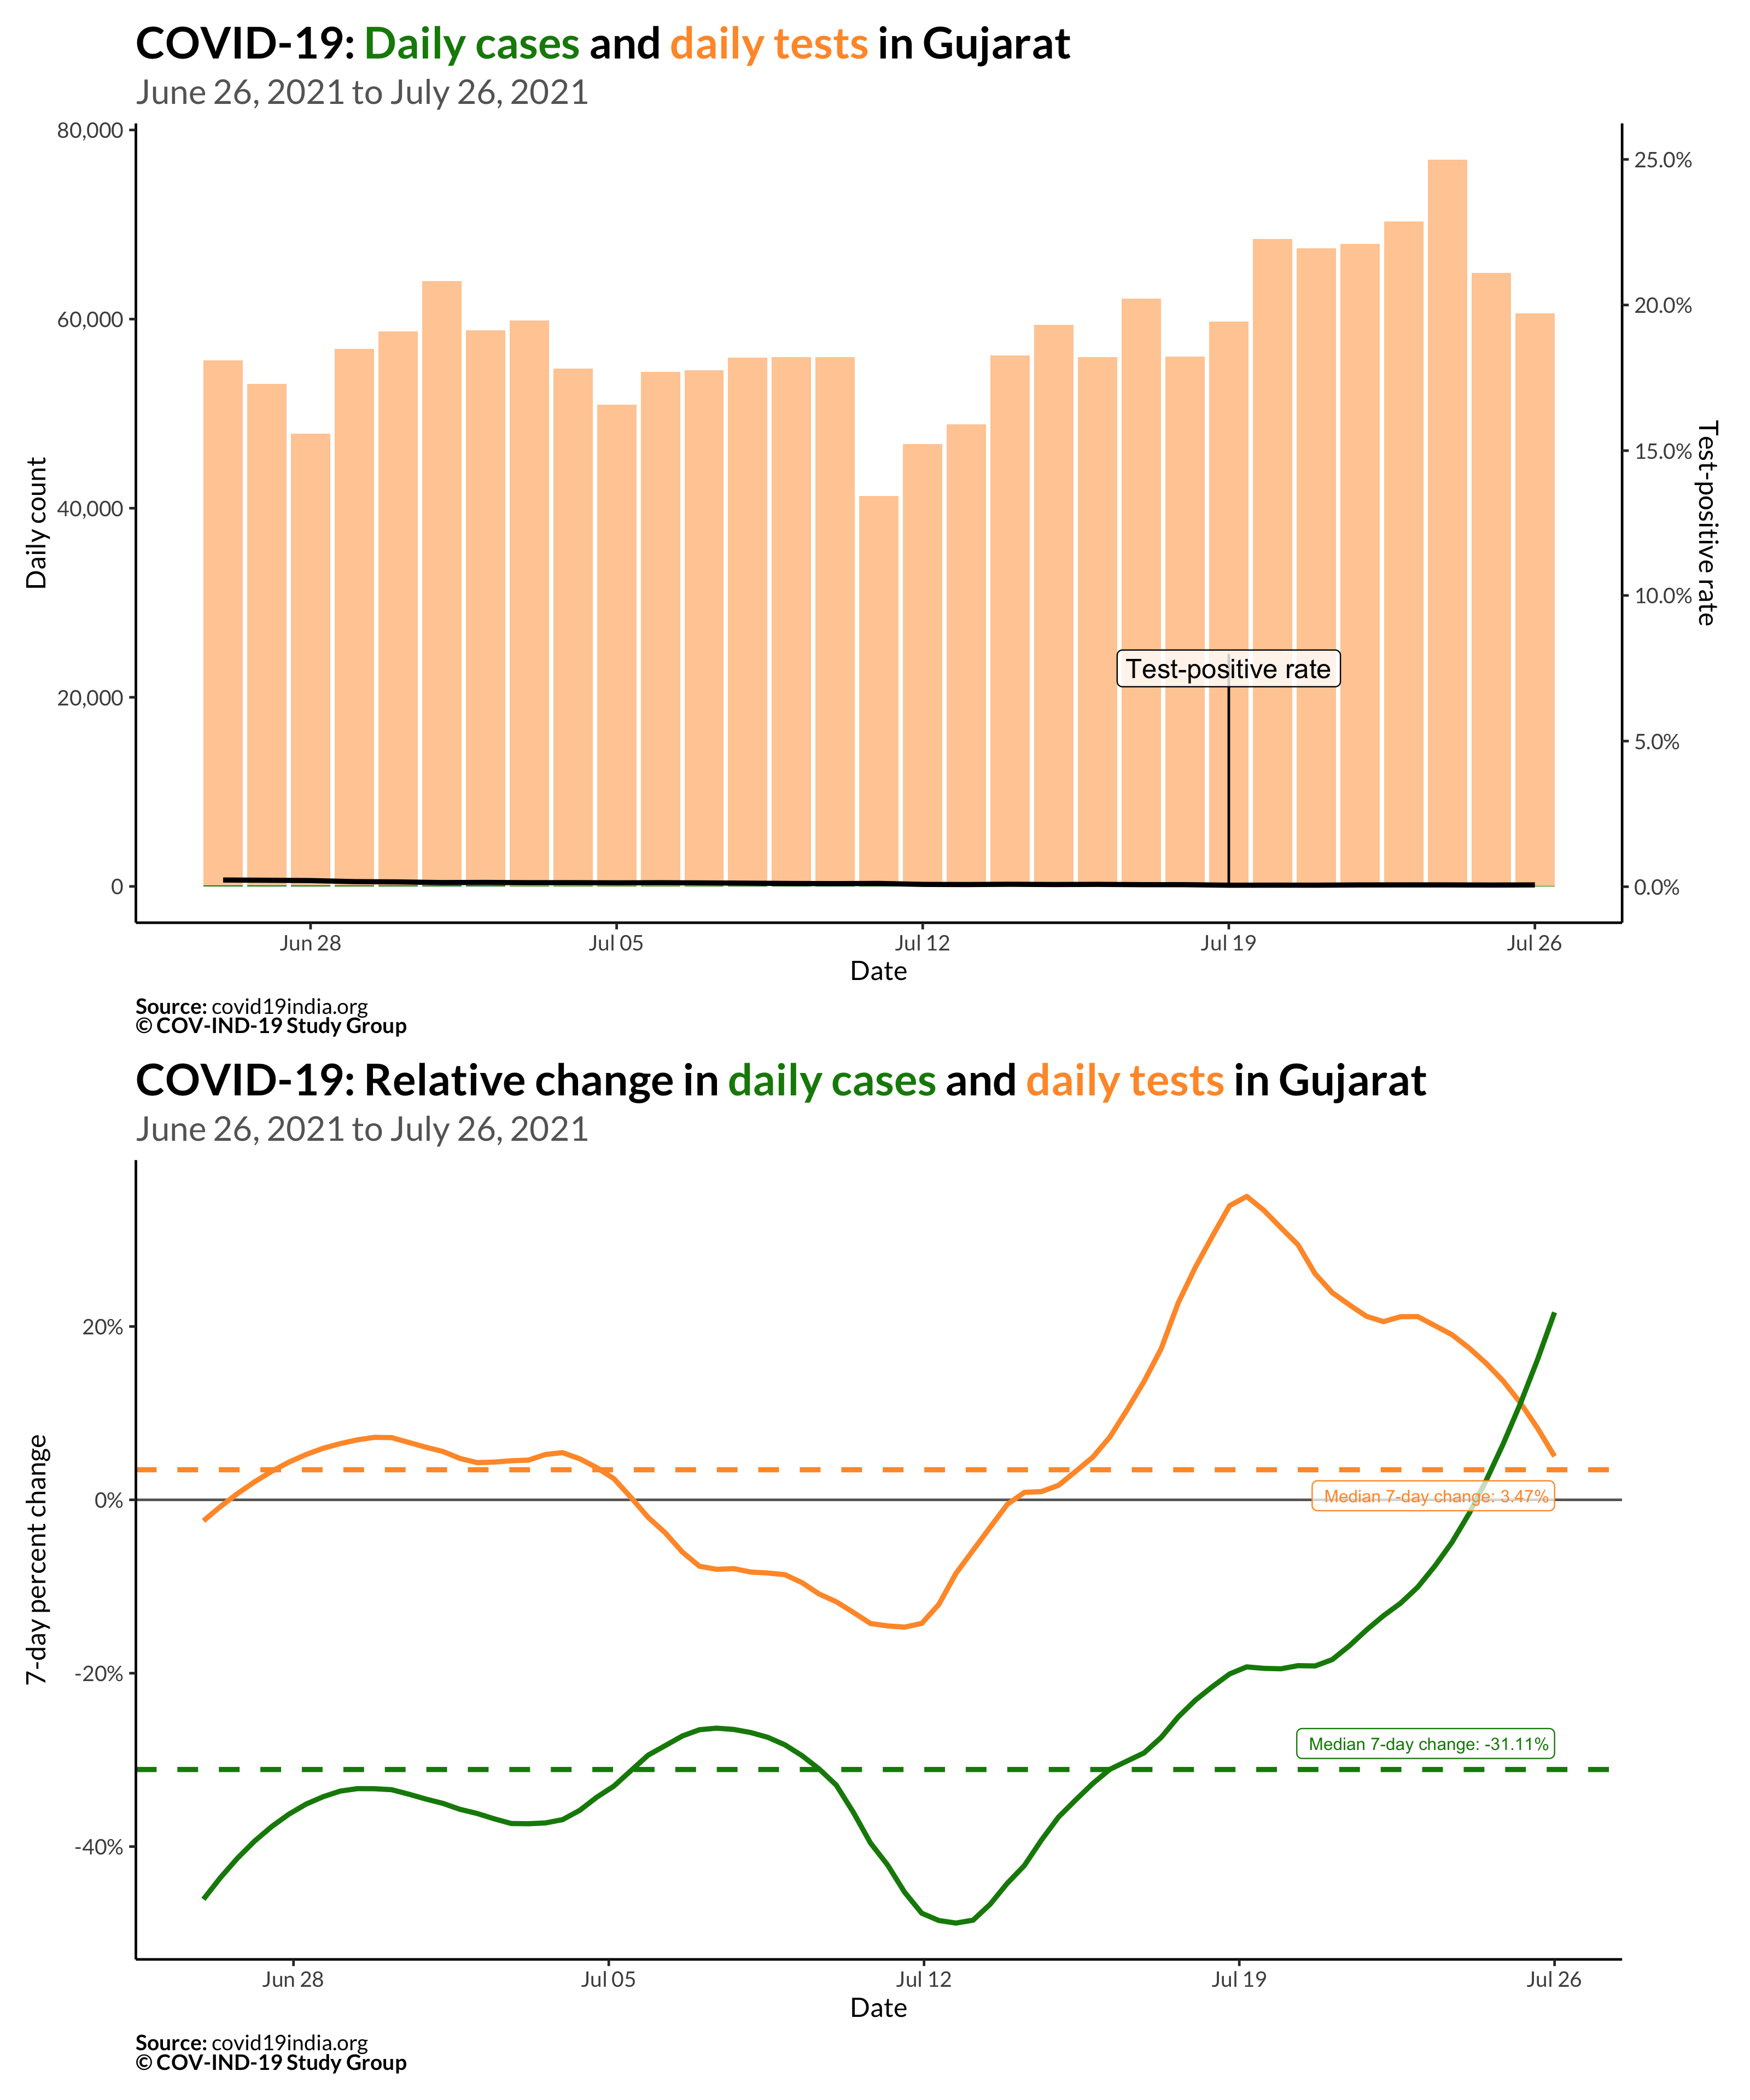 COVID-19: Daily cases and daily tests in Gujarat
June 26, 2021 to July 26, 2021
80,000
60,000
40,000
20,000
0
Daily count
25.0%
20.0%
15.0%
10.0%
5.0%
0.0%
Test-positive rate
Test-positive rate
Jun 28
Jul 05
Jul 12
Jul 19
Jul 26
Date
Source: covid19india.org
© COV-IND-19 Study Group
COVID-19: Relative change in daily cases and daily tests in Gujarat
June 26, 2021 to July 26, 2021
20%
0%
-20%
-40%
7-day percent change
Median 7-day change: 3.47%
Median 7-day change: -31.11%
Jun 28
Jul 05
Jul 12
Jul 19
Jul 26
Date
Source: covid19india.org
© COV-IND-19 Study Group